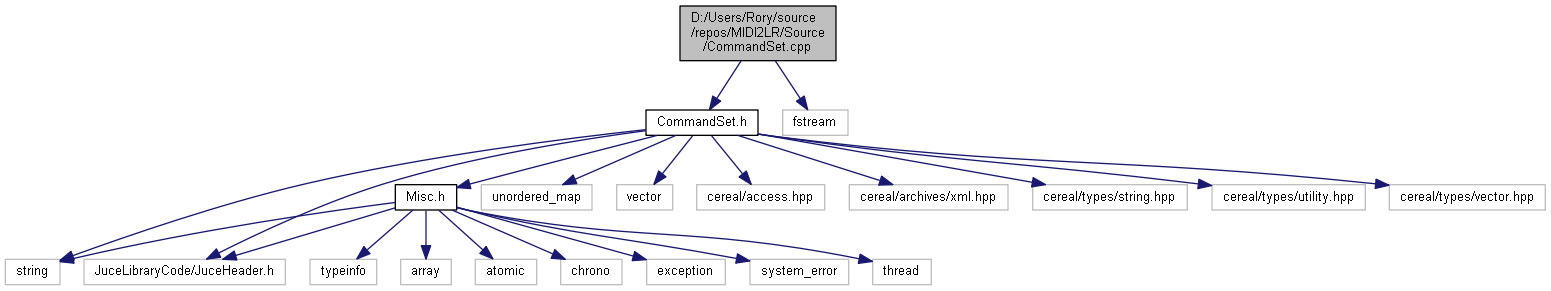 D:/Users/Rory/source
/repos/MIDI2LR/Source
/CommandSet.cpp
CommandSet.h
fstream
Misc.h
unordered_map
vector
cereal/access.hpp
cereal/archives/xml.hpp
cereal/types/string.hpp
cereal/types/utility.hpp
cereal/types/vector.hpp
string
JuceLibraryCode/JuceHeader.h
typeinfo
array
atomic
chrono
exception
system_error
thread